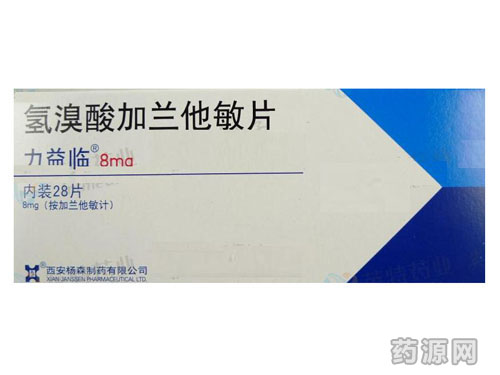 氢溴酸加兰他敏片
力益临® 8mg
内装28片
8mg（按加兰他敏计）
西安杨森制药有限公司
XIAN-JANSSEN PHARMACEUTICAL LTD.
药源网